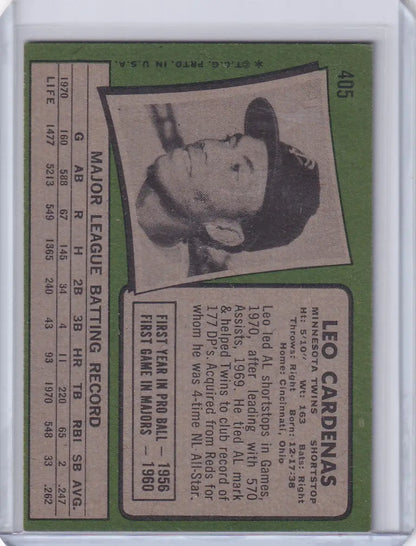 405
*©T.C.G. PRTD. IN U.S.A.
LEO CARDENAS
MINNESOTA TWINS SHORTSTOP
Ht: 5'10" Wt: 163 Bats: Right
Throws: Right Born: 12-17-38
Home: Cincinnati, Ohio
Leo led AL shortstops in Games,
1970, after leading with 570
Assists, 1969. He tied AL mark
& helped Twins to club record of
177 DP's. Acquired from Reds for
whom he was 4-time NL All-Star.
FIRST YEAR IN PRO BALL — 1956
FIRST GAME IN MAJORS — 1960
MAJOR LEAGUE BATTING RECORD
G AB R H 2B 3B HR TB RBI SB AVG.
1970 160 588 67 145 34 4 11 220 65 2 .247
LIFE 1477 5213 549 1365 240 43 93 1970 548 33 .262